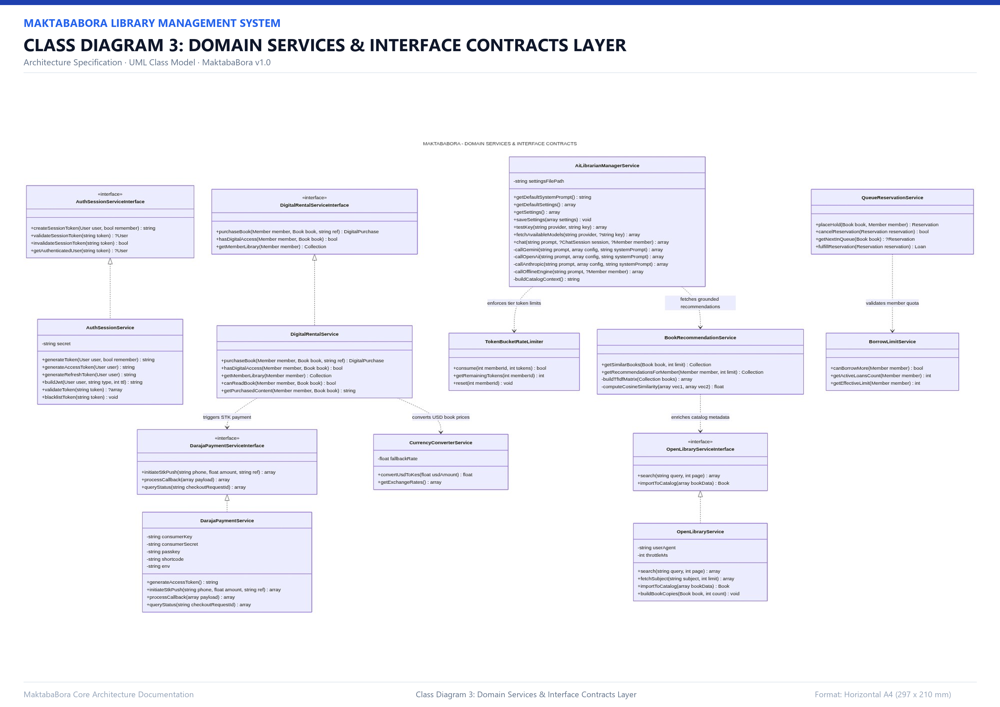 MAKTABABORA LIBRARY MANAGEMENT SYSTEM
CLASS DIAGRAM 3: DOMAIN SERVICES & INTERFACE CONTRACTS LAYER
Architecture Specification · UML Class Model · MaktabaBora v1.0
MAKTABABORA - DOMAIN SERVICES & INTERFACE CONTRACTS
«interface»
AuthSessionServiceInterface
+createSessionToken(User user, bool remember) : string
+validateSessionToken(string token) : ?User
+invalidateSessionToken(string token) : bool
+getAuthenticatedUser(string token) : ?User
«interface»
DigitalRentalServiceInterface
+purchaseBook(Member member, Book book, string ref) : DigitalPurchase
+hasDigitalAccess(Member member, Book book) : bool
+getMemberLibrary(Member member) : Collection
AiLibrarianManagerService
-string settingsFilePath
+getDefaultSystemPrompt() : string
+getDefaultSettings() : array
+getSettings() : array
+saveSettings(array settings) : void
+testKey(string provider, string key) : array
+fetchAvailableModels(string provider, ?string key) : array
+chat(string prompt, ?ChatSession session, ?Member member) : array
-callGemini(string prompt, array config, string systemPrompt) : array
-callOpenAi(string prompt, array config, string systemPrompt) : array
-callAnthropic(string prompt, array config, string systemPrompt) : array
-callOfflineEngine(string prompt, ?Member member) : array
-buildCatalogContext() : string
QueueReservationService
+placeHold(Book book, Member member) : Reservation
+cancelReservation(Reservation reservation) : bool
+getNextInQueue(Book book) : ?Reservation
+fulfillReservation(Reservation reservation) : Loan
enforces tier token limits
fetches grounded
recommendations
validates member quota
AuthSessionService
-string secret
+generateToken(User user, bool remember) : string
+generateAccessToken(User user) : string
+generateRefreshToken(User user) : string
+buildJwt(User user, string type, int ttl) : string
+validateToken(string token) : ?array
+blacklistToken(string token) : void
DigitalRentalService
+purchaseBook(Member member, Book book, string ref) : DigitalPurchase
+hasDigitalAccess(Member member, Book book) : bool
+getMemberLibrary(Member member) : Collection
+canReadBook(Member member, Book book) : bool
+getPurchasedContent(Member member, Book book) : string
TokenBucketRateLimiter
+consume(int memberId, int tokens) : bool
+getRemainingTokens(int memberId) : int
+reset(int memberId) : void
BookRecommendationService
+getSimilarBooks(Book book, int limit) : Collection
+getRecommendationsForMember(Member member, int limit) : Collection
-buildTfIdfMatrix(Collection books) : array
-computeCosineSimilarity(array vec1, array vec2) : float
BorrowLimitService
+canBorrowMore(Member member) : bool
+getActiveLoansCount(Member member) : int
+getEffectiveLimit(Member member) : int
triggers STK payment
converts USD book prices
enriches catalog metadata
«interface»
DarajaPaymentServiceInterface
+initiateStkPush(string phone, float amount, string ref) : array
+processCallback(array payload) : array
+queryStatus(string checkoutRequestId) : array
CurrencyConverterService
-float fallbackRate
+convertUsdToKes(float usdAmount) : float
+getExchangeRates() : array
«interface»
OpenLibraryServiceInterface
+search(string query, int page) : array
+importToCatalog(array bookData) : Book
DarajaPaymentService
-string consumerKey
-string consumerSecret
-string passkey
-string shortcode
-string env
+generateAccessToken() : string
+initiateStkPush(string phone, float amount, string ref) : array
+processCallback(array payload) : array
+queryStatus(string checkoutRequestId) : array
OpenLibraryService
-string userAgent
-int throttleMs
+search(string query, int page) : array
+fetchSubject(string subject, int limit) : array
+importToCatalog(array bookData) : Book
+buildBookCopies(Book book, int count) : void
MaktabaBora Core Architecture Documentation
Class Diagram 3: Domain Services & Interface Contracts Layer
Format: Horizontal A4 (297 x 210 mm)